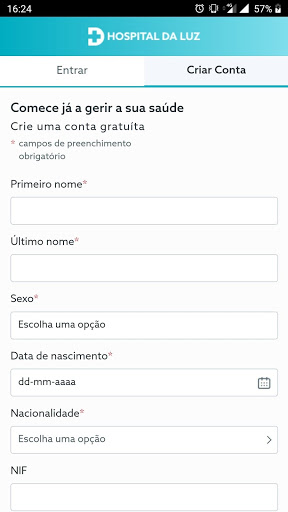 16:24
57%
HOSPITAL DA LUZ
Entrar
Criar Conta
Comece já a gerir a sua saúde
Crie uma conta gratuíta
* campos de preenchimento
obrigatório
Primeiro nome*
Último nome*
Sexo*
Escolha uma opção
Data de nascimento*
dd-mm-aaaa
Nacionalidade*
Escolha uma opção
NIF